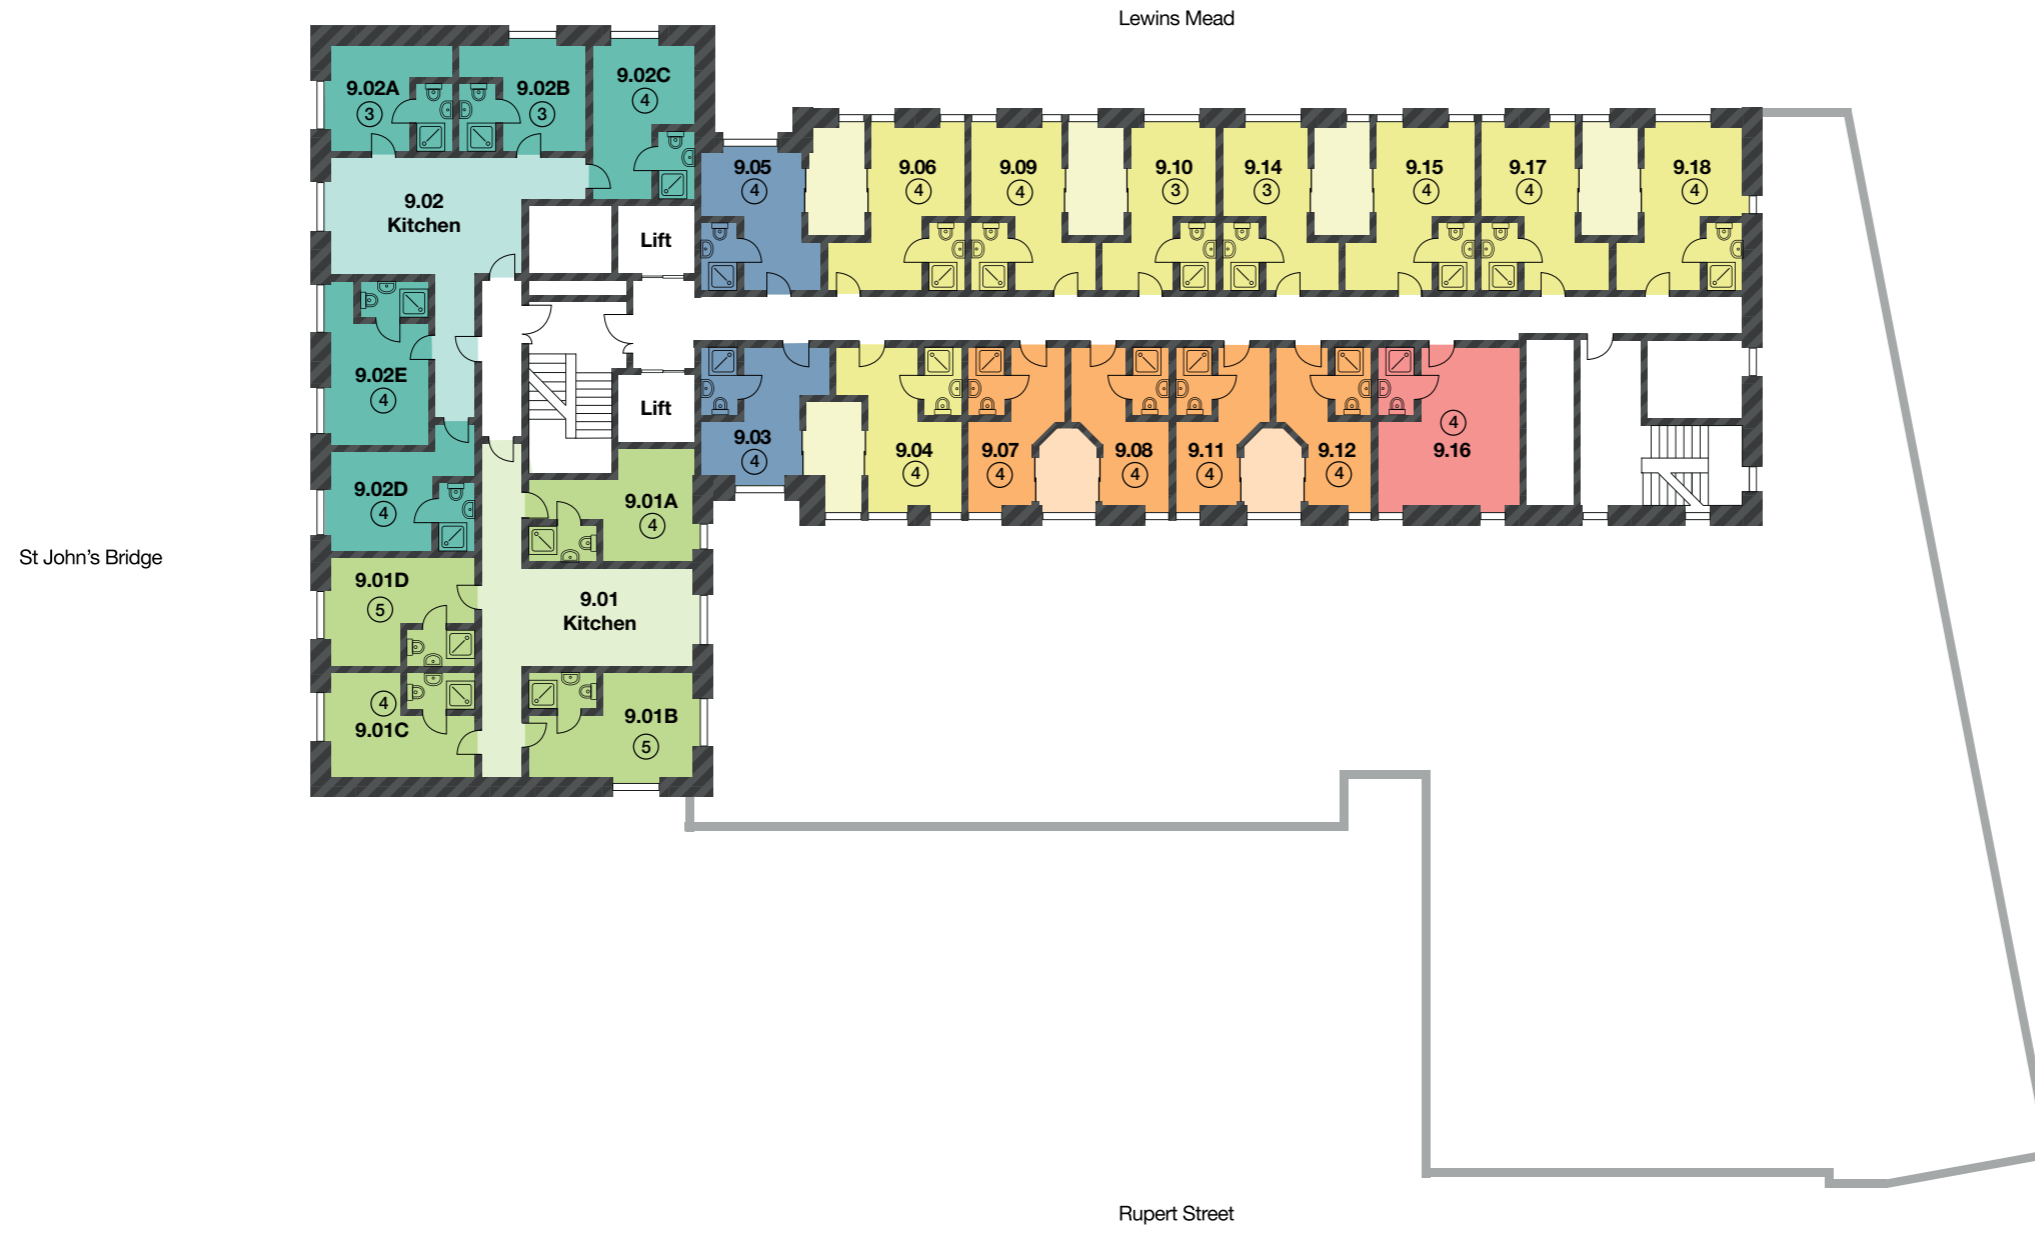 Lewins Mead
9.02A
3
9.02B
3
9.02C
4
9.02
Kitchen
Lift
9.05
4
9.06
4
9.09
4
9.10
3
9.14
3
9.15
4
9.17
4
9.18
4
9.02E
4
Lift
9.03
4
9.04
4
9.07
4
9.08
4
9.11
4
9.12
4
4
9.16
9.02D
4
9.01A
4
St John’s Bridge
9.01D
5
9.01
Kitchen
4
9.01C
9.01B
5
Rupert Street